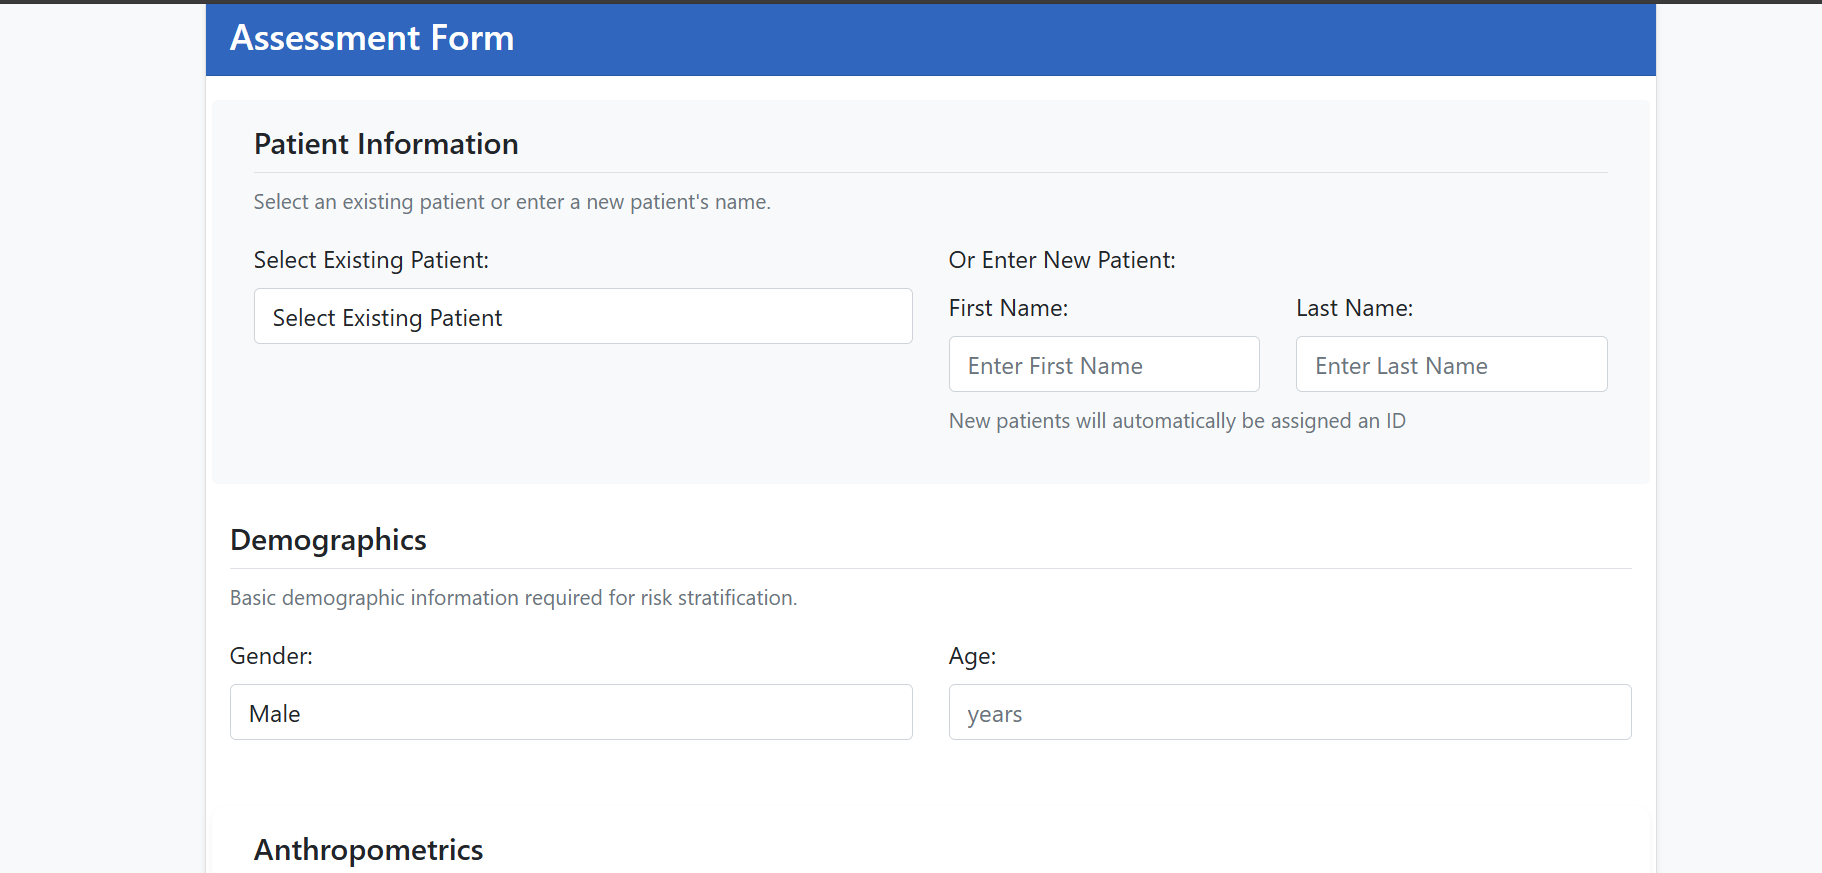 Assessment Form
Patient Information
Select an existing patient or enter a new patient's name.
Select Existing Patient:
Select Existing Patient
Or Enter New Patient:
First Name:
Last Name:
Enter First Name
Enter Last Name
New patients will automatically be assigned an ID
Demographics
Basic demographic information required for risk stratification.
Gender:
Age:
Male
years
Anthropometrics